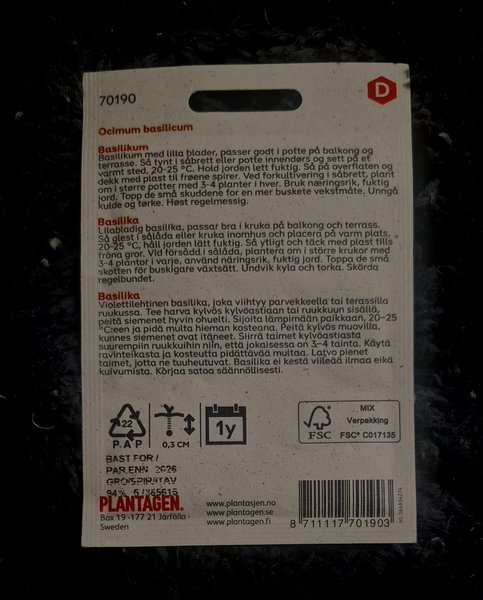 70190
D
Ocimum basilicum
Basilikum
Basilikum med lilla blader, passer godt i potte på balkong og
terrasse. Så tynt i såbrett eller potte innendørs og sett på et
varmt sted, 20-25 °C. Hold jorden lett fuktig. Så på overflaten og
dekk med plast til frøene spirer. Ved forkultivering i såbrett, plant
om i større potter med 3-4 planter i hver. Bruk næringsrik, fuktig
jord. Topp de små skuddene for en mer buskete vekstmåte. Unngå
kulde og tørke. Høst regelmessig.
Basilika
Lilabladig basilika, passar bra i kruka på balkong och terrass.
Så glest i sålåda eller kruka inomhus och placera på varm plats,
20-25 °C, håll jorden lätt fuktig. Så ytligt och täck med plast tills
fröna gror. Vid försådd i sålåda, plantera om i större krukor med
3-4 plantor i varje, använd näringsrik, fuktig jord. Toppa de små
skotten för buskigare växtsätt. Undvik kyla och torka. Skörda
regelbundet.
Basilika
Violettilehtinen basilika, joka viihtyy parvekkeella tai terassilla
ruukussa. Tee harva kylvös kylvöastiaan tai ruukkuun sisällä,
peitä siemenet hyvin ohuelti. Sijoita lämpimään paikkaan, 20–25
°C:een ja pidä multa hieman kosteana. Peitä kylvös muovilla,
kunnes siemenet ovat itäneet. Siirrä taimet kylvöastiasta
suurempiin ruukkuihin niin, että jokaisessa on 3–4 tainta. Käytä
ravinteikasta ja kosteutta pidättävää multaa. Latvo pienet
taimet, jotta ne tuuheutuvat. Basilika ei kestä viileää ilmaa eikä
kuivumista. Korjaa satoa säännöllisesti.
22
PAP
0,3 CM
1y
FSC
MIX
Verpakking
FSC® C017135
BAST FOR /
PAR.ENN. 2026
GRO/SPIR/ITÄV
94%
PLANTAGEN.
Box 19 -177 21 Järfälla
Sweden
www.plantasjen.no
www.plantagen.se
www.plantagen.fi
8 711117 701903